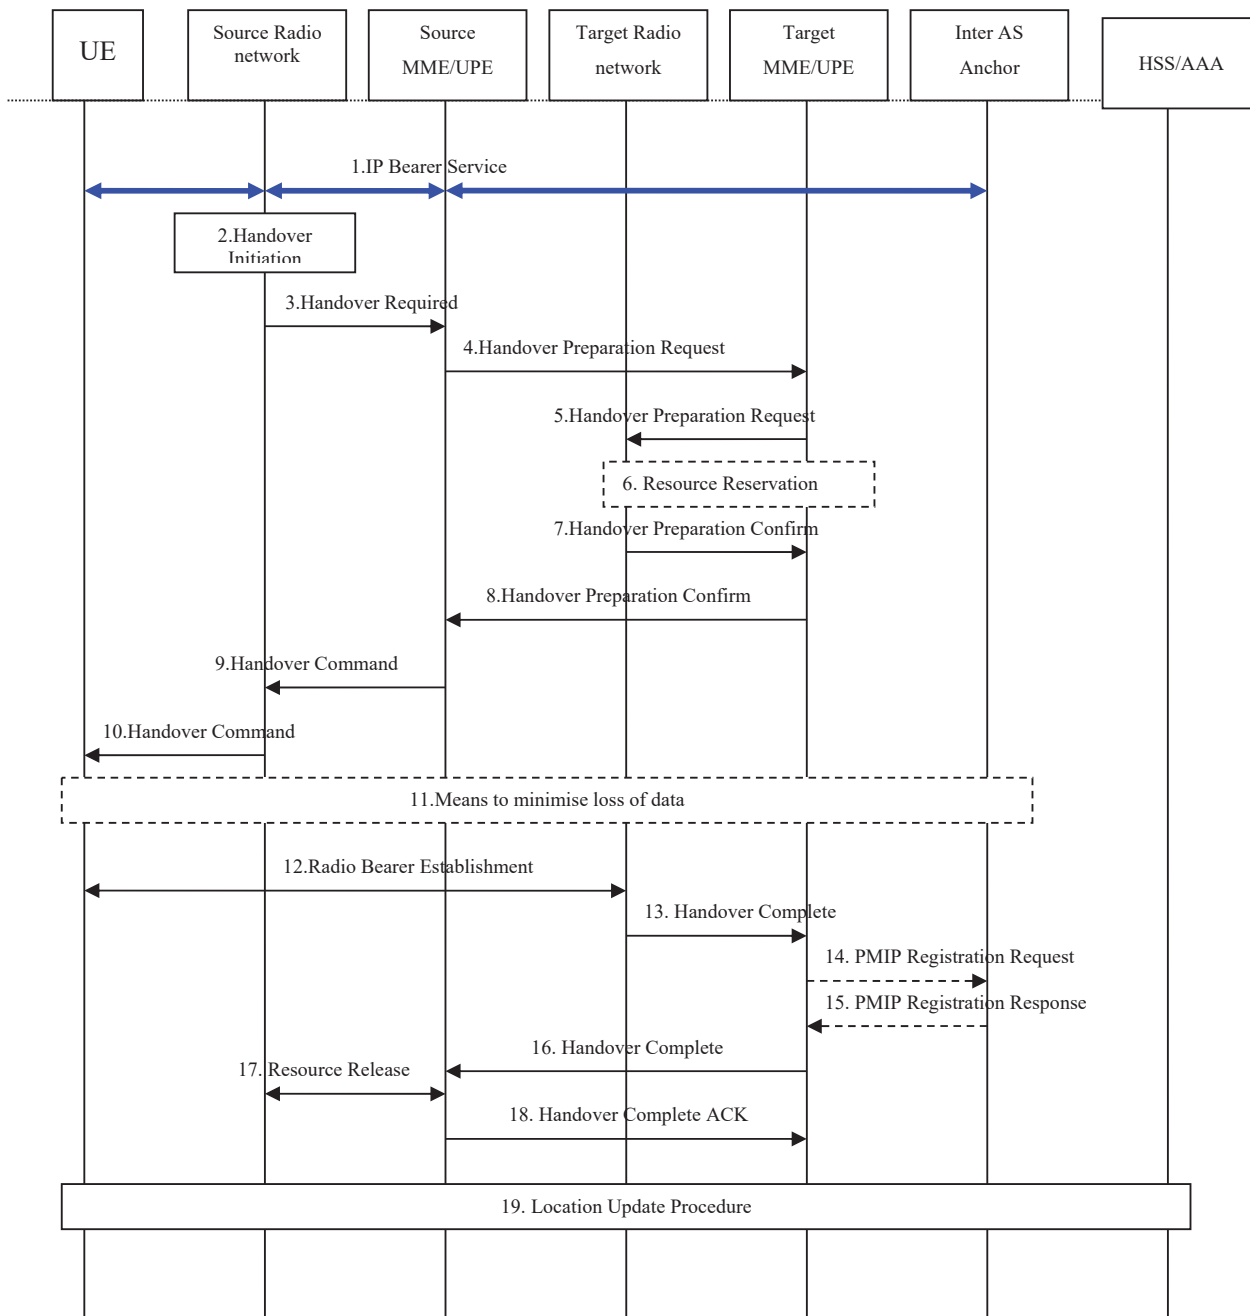 UE
Source Radio
network
Source
MME/UPE
Target Radio
network
Target
MME/UPE
Inter AS
Anchor
HSS/AAA
1.IP Bearer Service
2.Handover
Initiation
3.Handover Required
4.Handover Preparation Request
5.Handover Preparation Request
6. Resource Reservation
7.Handover Preparation Confirm
8.Handover Preparation Confirm
9.Handover Command
10.Handover Command
11.Means to minimise loss of data
12.Radio Bearer Establishment
13. Handover Complete
14. PMIP Registration Request
15. PMIP Registration Response
16. Handover Complete
17. Resource Release
18. Handover Complete ACK
19. Location Update Procedure